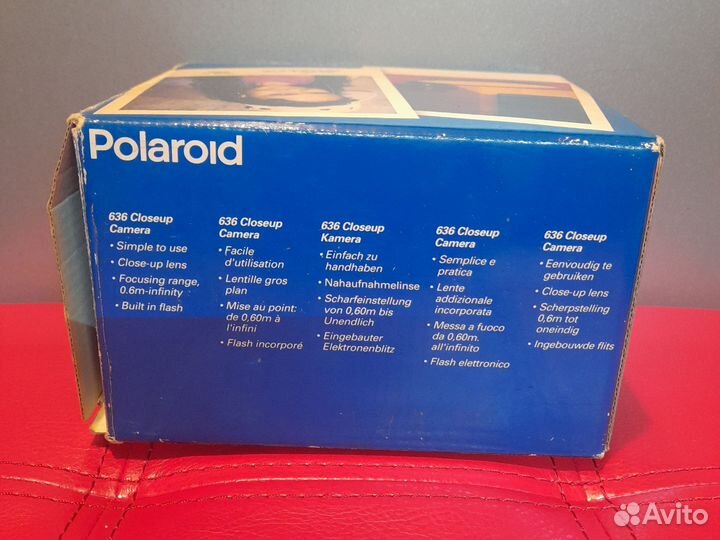 Polaroid
636 Closeup
Camera
• Simple to use
• Close-up lens
• Focusing range,
0.6m-infinity
• Built in flash
636 Closeup
Camera
• Facile
d'utilisation
• Lentille gros
plan
• Mise au point:
de 0,60m à
l'infini
• Flash incorporé
636 Closeup
Kamera
• Einfach zu
handhaben
• Nahaufnahmelinse
• Scharfeinstellung
von 0,60m bis
Unendlich
• Eingebauter
Elektronenblitz
636 Closeup
Camera
• Semplice e
pratica
• Lente
addizionale
incorporata
• Messa a fuoco
da 0,60m.
all'infinito
• Flash elettronico
636 Closeup
Camera
• Eenvoudig te
gebruiken
• Close-up lens
• Scherpstelling
0,6m tot
oneindig
• Ingebouwde flits
Avito